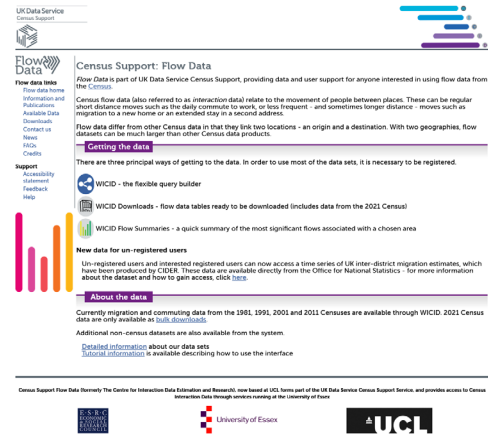 UK Data Service
Census Support
Flow
Data
Flow data links
Flow data home
Information and
Publications
Available Data
Downloads
Contact us
News
FAQs
Credits
Support
Accessibility
statement
Feedback
Help
Census Support: Flow Data
Flow Data is part of UK Data Service Census Support, providing data and user support for anyone interested in using flow data from
the Census.
Census flow data (also referred to as interaction data) relate to the movement of people between places. These can be regular
short distance moves such as the daily commute to work, or less frequent - and sometimes longer distance - moves such as
migration to a new home or an extended stay in a second address.
Flow data differ from other Census data in that they link two locations - an origin and a destination. With two geographies, flow
datasets can be much larger than other Census data products.
Getting the data
There are three principal ways of getting to the data. In order to use most of the data sets, it is necessary to be registered.
WICID - the flexible query builder
WICID Downloads - flow data tables ready to be downloaded (includes data from the 2021 Census)
WICID Flow Summaries - a quick summary of the most significant flows associated with a chosen area
New data for un-registered users
Un-registered users and interested registered users can now access a time series of UK inter-district migration estimates, which
have been produced by CIDER. These data are available directly from the Office for National Statistics - for more information
about the dataset and how to gain access, click here.
About the data
Currently migration and commuting data from the 1981, 1991, 2001 and 2011 Censuses are available through WICID. 2021 Census
data are only available as bulk downloads.
Additional non-census datasets are also available from the system.
Detailed information about our data sets
Tutorial information is available describing how to use the interface
Census Support Flow Data (formerly The Centre for Interaction Data Estimation and Research), now based at UCL forms part of the UK Data Service Census Support Service, and provides access to Census
Interaction Data through services running at the University of Essex
E·S·R·C
ECONOMIC
& SOCIAL
RESEARCH
COUNCIL
University of Essex
UCL